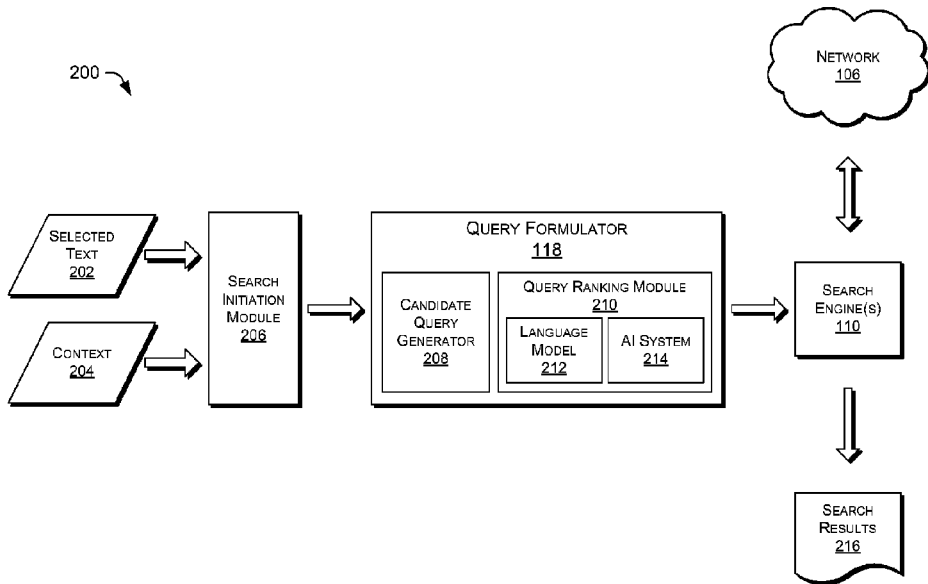 200
NETWORK
106
SELECTED
TEXT
202
CONTEXT
204
SEARCH
INITIATION
MODULE
206
QUERY FORMULATOR
118
CANDIDATE
QUERY
GENERATOR
208
QUERY RANKING MODULE
210
LANGUAGE
MODEL
212
AI SYSTEM
214
SEARCH
ENGINE(S)
110
SEARCH
RESULTS
216